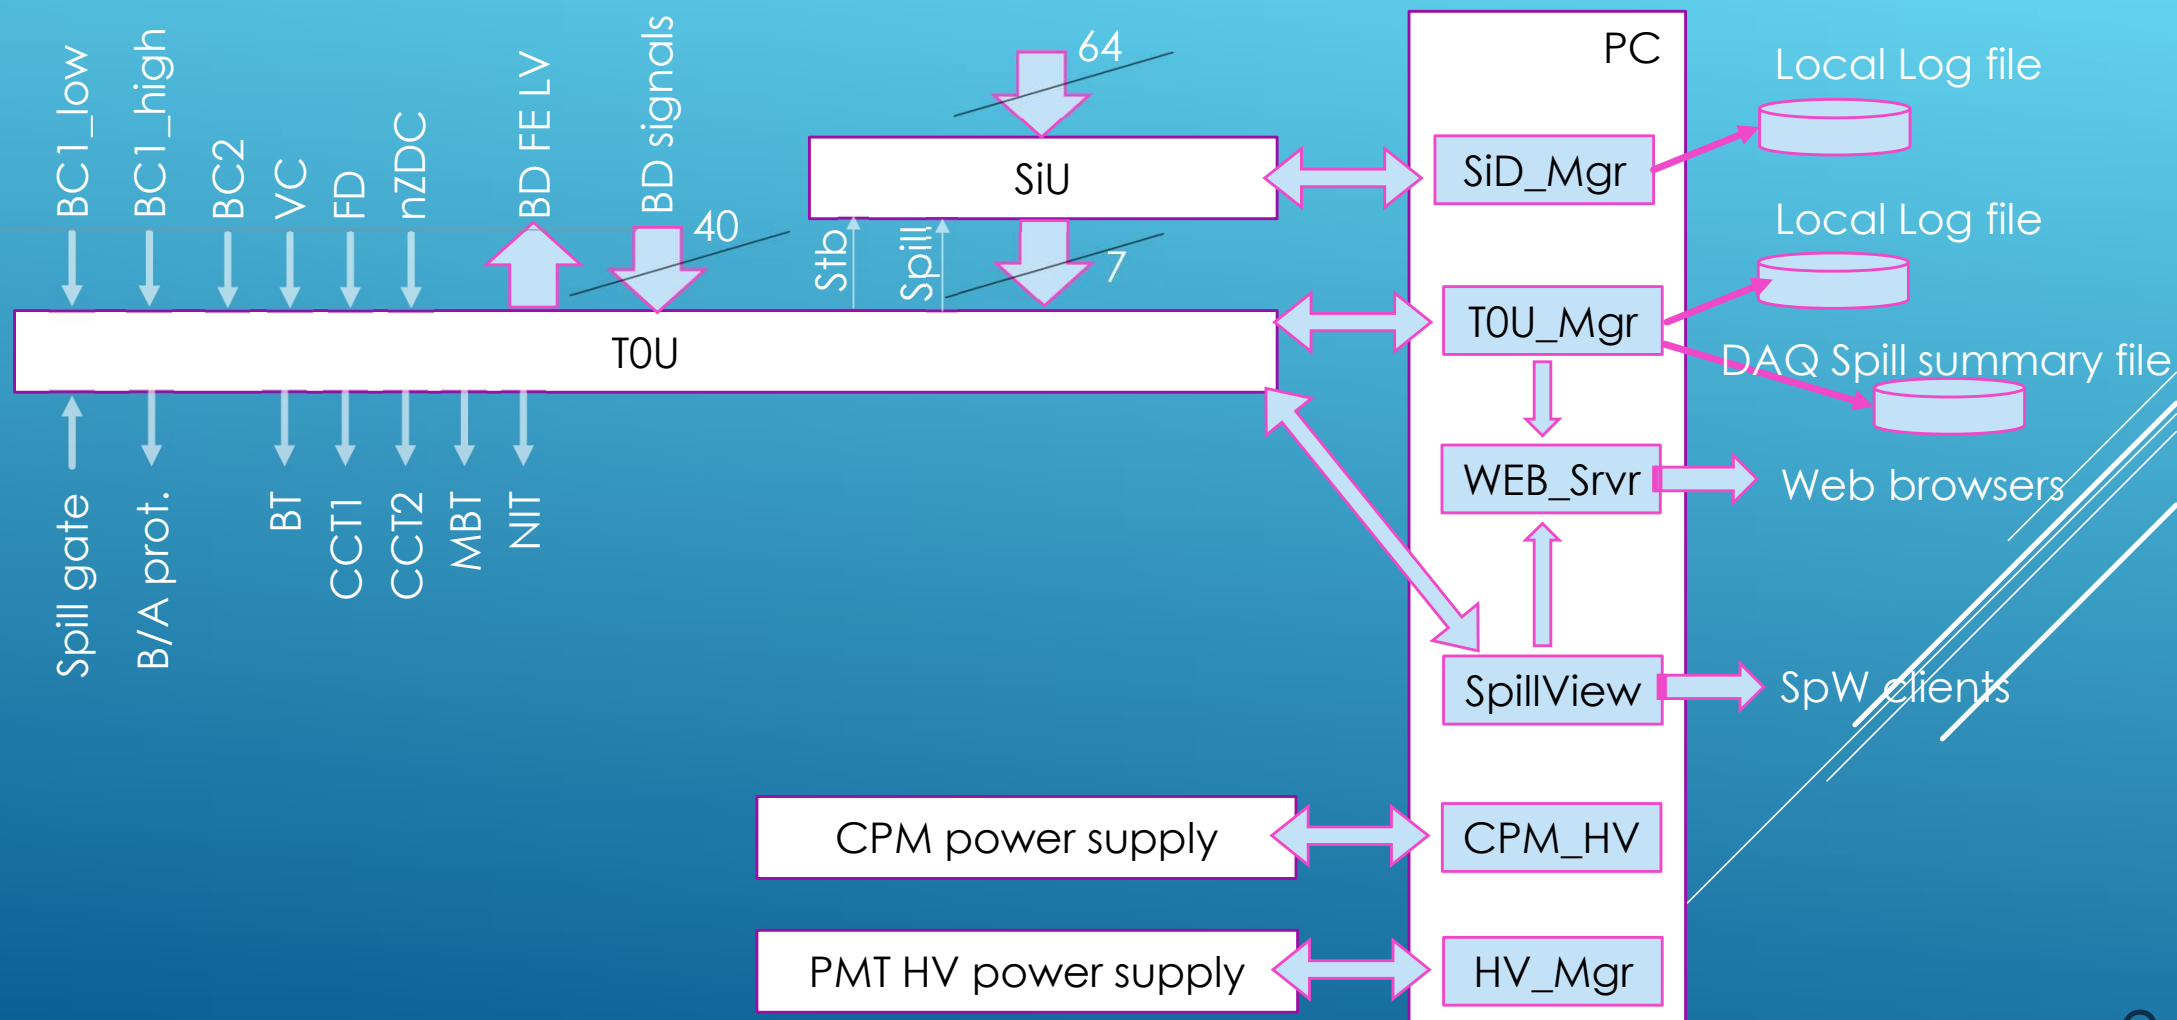 BC1_low
BC1_high
BC2
VC
FD
nZDC
BD FE LV
BD signals
40
64
SiU
Stb
Spill
7
T0U
Spill gate
B/A prot.
BT
CCT1
CCT2
MBT
NIT
PC
SiD_Mgr
Local Log file
T0U_Mgr
Local Log file
DAQ Spill summary file
WEB_Srvr
Web browsers
SpillView
SpW clients
CPM power supply
CPM_HV
PMT HV power supply
HV_Mgr